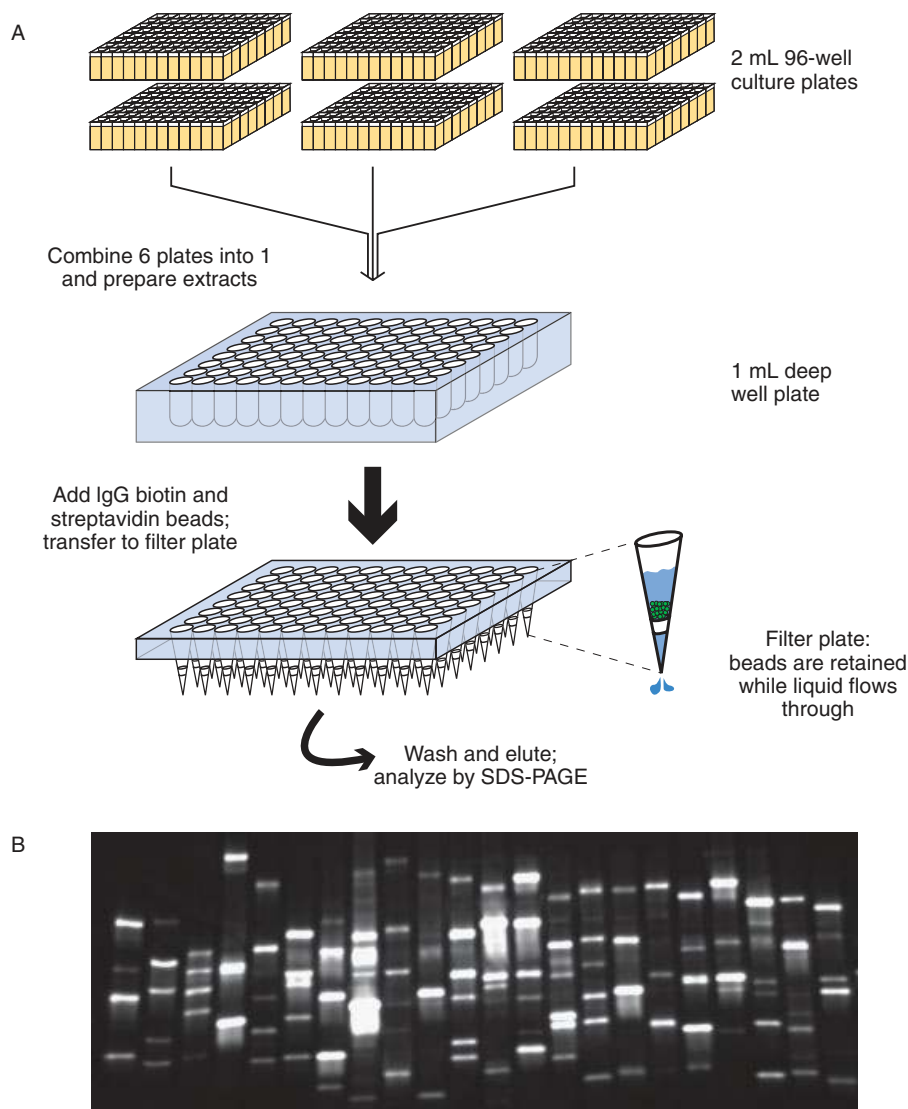 A
2 mL 96-well
culture plates
Combine 6 plates into 1
and prepare extracts
1 mL deep
well plate
Add IgG biotin and
streptavidin beads;
transfer to filter plate
Filter plate:
beads are retained
while liquid flows
through
Wash and elute;
analyze by SDS-PAGE
B